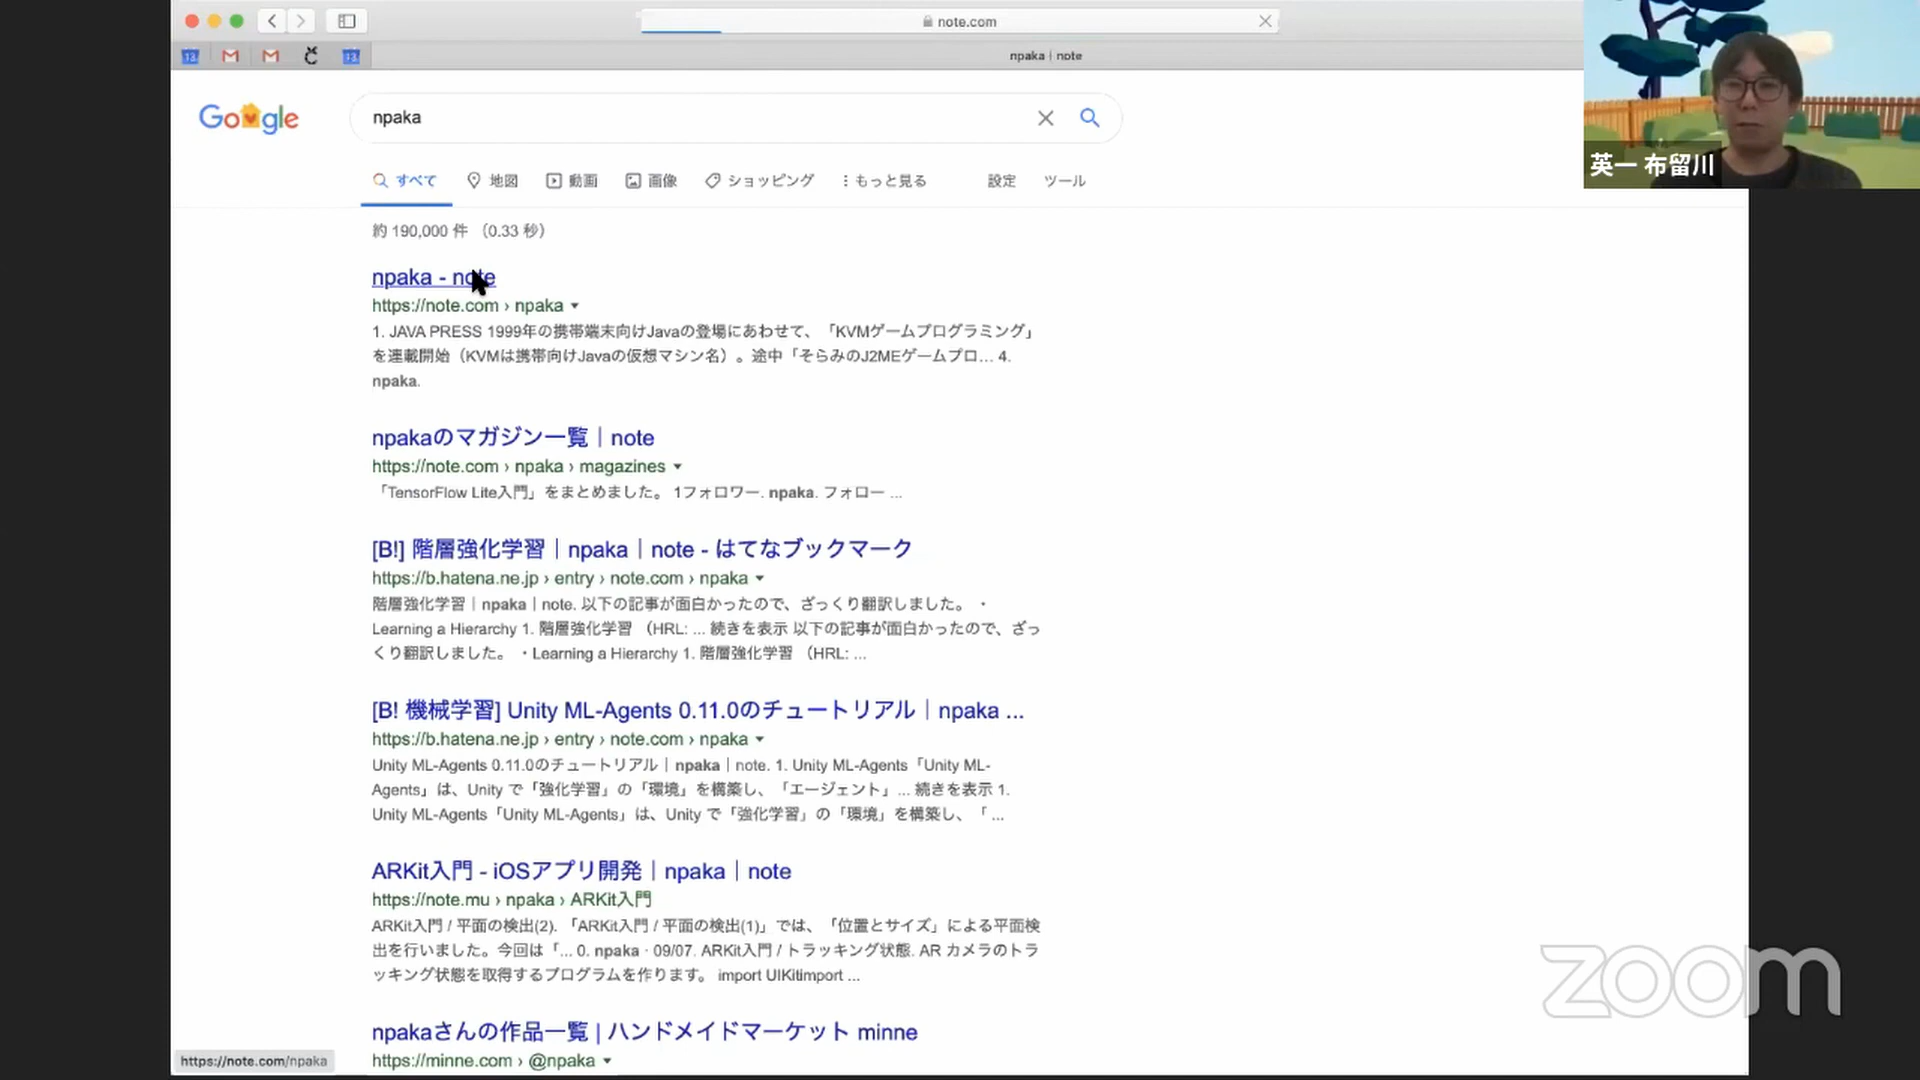 note.com
npaka | note
Google
npaka
すべて
地図
動画
画像
ショッピング
もっと見る
設定
ツール
約 190,000 件 （0.33 秒）
npaka - note
https://note.com › npaka
1. JAVA PRESS 1999年の携帯端末向けJavaの登場にあわせて、「KVMゲームプログラミング」
を連載開始（KVMは携帯向けJavaの仮想マシン名）。途中「そらみのJ2MEゲームプロ... 4.
npaka.
npakaのマガジン一覧｜note
https://note.com › npaka › magazines
「TensorFlow Lite入門」をまとめました。 1フォロワー. npaka. フォロー ...
[B!] 階層強化学習｜npaka｜note - はてなブックマーク
https://b.hatena.ne.jp › entry › note.com › npaka
階層強化学習｜npaka｜note. 以下の記事が面白かったので、ざっくり翻訳しました。 ・
Learning a Hierarchy 1. 階層強化学習 （HRL: ... 続きを表示 以下の記事が面白かったので、ざっ
くり翻訳しました。 ・Learning a Hierarchy 1. 階層強化学習 （HRL: ...
[B! 機械学習] Unity ML-Agents 0.11.0のチュートリアル｜npaka ...
https://b.hatena.ne.jp › entry › note.com › npaka
Unity ML-Agents 0.11.0のチュートリアル｜npaka｜note. 1. Unity ML-Agents「Unity ML-
Agents」は、Unity で「強化学習」の「環境」を構築し、「エージェント」... 続きを表示 1.
Unity ML-Agents「Unity ML-Agents」は、Unity で「強化学習」の「環境」を構築し、「 ...
ARKit入門 - iOSアプリ開発｜npaka｜note
https://note.mu › npaka › ARKit入門
ARKit入門 / 平面の検出(2). 「ARKit入門 / 平面の検出(1)」では、「位置とサイズ」による平面検
出を行いました。今回は「... 0. npaka · 09/07. ARKit入門 / トラッキング状態. AR カメラのトラ
ッキング状態を取得するプログラムを作ります。 import UIKitimport ...
npakaさんの作品一覧 | ハンドメイドマーケット minne
https://minne.com › @npaka
https://note.com/npaka
英一 布留川
zoom